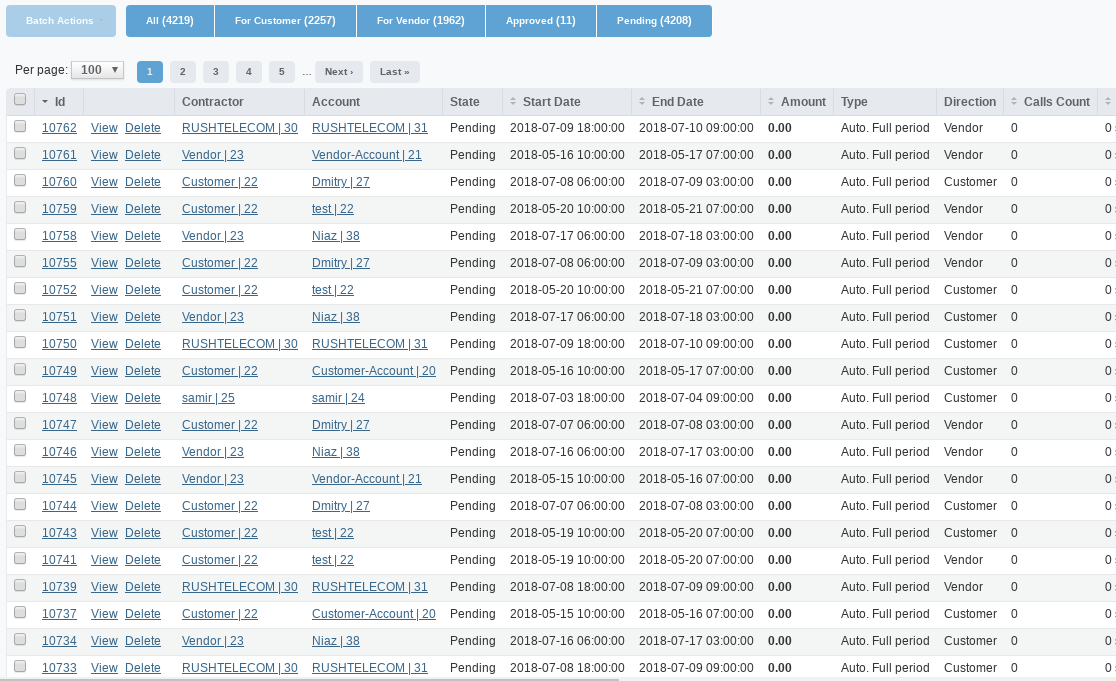 Batch Actions All (4219) For Customer (2257) For Vendor (1962) Approved (11) Pending (4208)
Per page: 100 1 2 3 4 5 ... Next › Last »
Id Contractor Account State Start Date End Date Amount Type Direction Calls Count
10762 View Delete RUSHTELECOM | 30 RUSHTELECOM | 31 Pending 2018-07-09 18:00:00 2018-07-10 09:00:00 0.00 Auto. Full period Vendor 0 0
10761 View Delete Vendor | 23 Vendor-Account | 21 Pending 2018-05-16 10:00:00 2018-05-17 07:00:00 0.00 Auto. Full period Vendor 0 0
10760 View Delete Customer | 22 Dmitry | 27 Pending 2018-07-08 06:00:00 2018-07-09 03:00:00 0.00 Auto. Full period Customer 0 0
10759 View Delete Customer | 22 test | 22 Pending 2018-05-20 10:00:00 2018-05-21 07:00:00 0.00 Auto. Full period Vendor 0 0
10758 View Delete Vendor | 23 Niaz | 38 Pending 2018-07-17 06:00:00 2018-07-18 03:00:00 0.00 Auto. Full period Vendor 0 0
10755 View Delete Customer | 22 Dmitry | 27 Pending 2018-07-08 06:00:00 2018-07-09 03:00:00 0.00 Auto. Full period Vendor 0 0
10752 View Delete Customer | 22 test | 22 Pending 2018-05-20 10:00:00 2018-05-21 07:00:00 0.00 Auto. Full period Customer 0 0
10751 View Delete Vendor | 23 Niaz | 38 Pending 2018-07-17 06:00:00 2018-07-18 03:00:00 0.00 Auto. Full period Customer 0 0
10750 View Delete RUSHTELECOM | 30 RUSHTELECOM | 31 Pending 2018-07-09 18:00:00 2018-07-10 09:00:00 0.00 Auto. Full period Customer 0 0
10749 View Delete Customer | 22 Customer-Account | 20 Pending 2018-05-16 10:00:00 2018-05-17 07:00:00 0.00 Auto. Full period Customer 0 0
10748 View Delete samir | 25 samir | 24 Pending 2018-07-03 18:00:00 2018-07-04 09:00:00 0.00 Auto. Full period Customer 0 0
10747 View Delete Customer | 22 Dmitry | 27 Pending 2018-07-07 06:00:00 2018-07-08 03:00:00 0.00 Auto. Full period Vendor 0 0
10746 View Delete Vendor | 23 Niaz | 38 Pending 2018-07-16 06:00:00 2018-07-17 03:00:00 0.00 Auto. Full period Vendor 0 0
10745 View Delete Vendor | 23 Vendor-Account | 21 Pending 2018-05-15 10:00:00 2018-05-16 07:00:00 0.00 Auto. Full period Vendor 0 0
10744 View Delete Customer | 22 Dmitry | 27 Pending 2018-07-07 06:00:00 2018-07-08 03:00:00 0.00 Auto. Full period Customer 0 0
10743 View Delete Customer | 22 test | 22 Pending 2018-05-19 10:00:00 2018-05-20 07:00:00 0.00 Auto. Full period Customer 0 0
10741 View Delete Customer | 22 test | 22 Pending 2018-05-19 10:00:00 2018-05-20 07:00:00 0.00 Auto. Full period Vendor 0 0
10739 View Delete RUSHTELECOM | 30 RUSHTELECOM | 31 Pending 2018-07-08 18:00:00 2018-07-09 09:00:00 0.00 Auto. Full period Vendor 0 0
10737 View Delete Customer | 22 Customer-Account | 20 Pending 2018-05-15 10:00:00 2018-05-16 07:00:00 0.00 Auto. Full period Customer 0 0
10734 View Delete Vendor | 23 Niaz | 38 Pending 2018-07-16 06:00:00 2018-07-17 03:00:00 0.00 Auto. Full period Customer 0 0
10733 View Delete RUSHTELECOM | 30 RUSHTELECOM | 31 Pending 2018-07-08 18:00:00 2018-07-09 09:00:00 0.00 Auto. Full period Customer 0 0